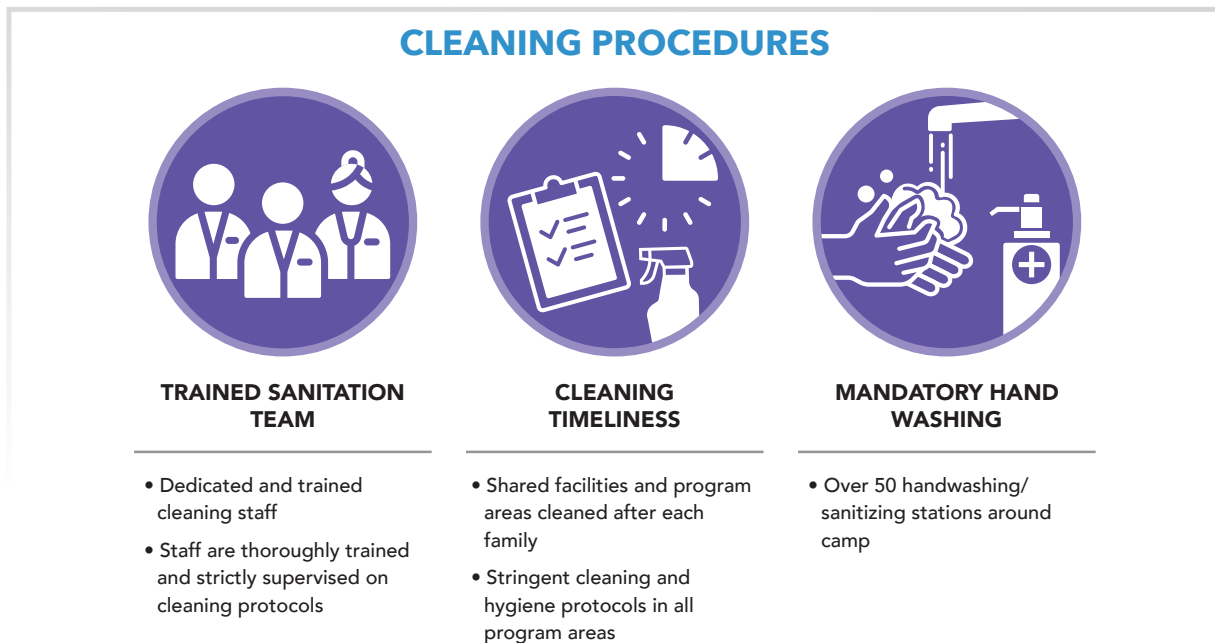 CLEANING PROCEDURES
TRAINED SANITATION
TEAM
• Dedicated and trained
cleaning staff
• Staff are thoroughly trained
and strictly supervised on
cleaning protocols
CLEANING
TIMELINESS
• Shared facilities and program
areas cleaned after each
family
• Stringent cleaning and
hygiene protocols in all
program areas
MANDATORY HAND
WASHING
• Over 50 handwashing/
sanitizing stations around
camp